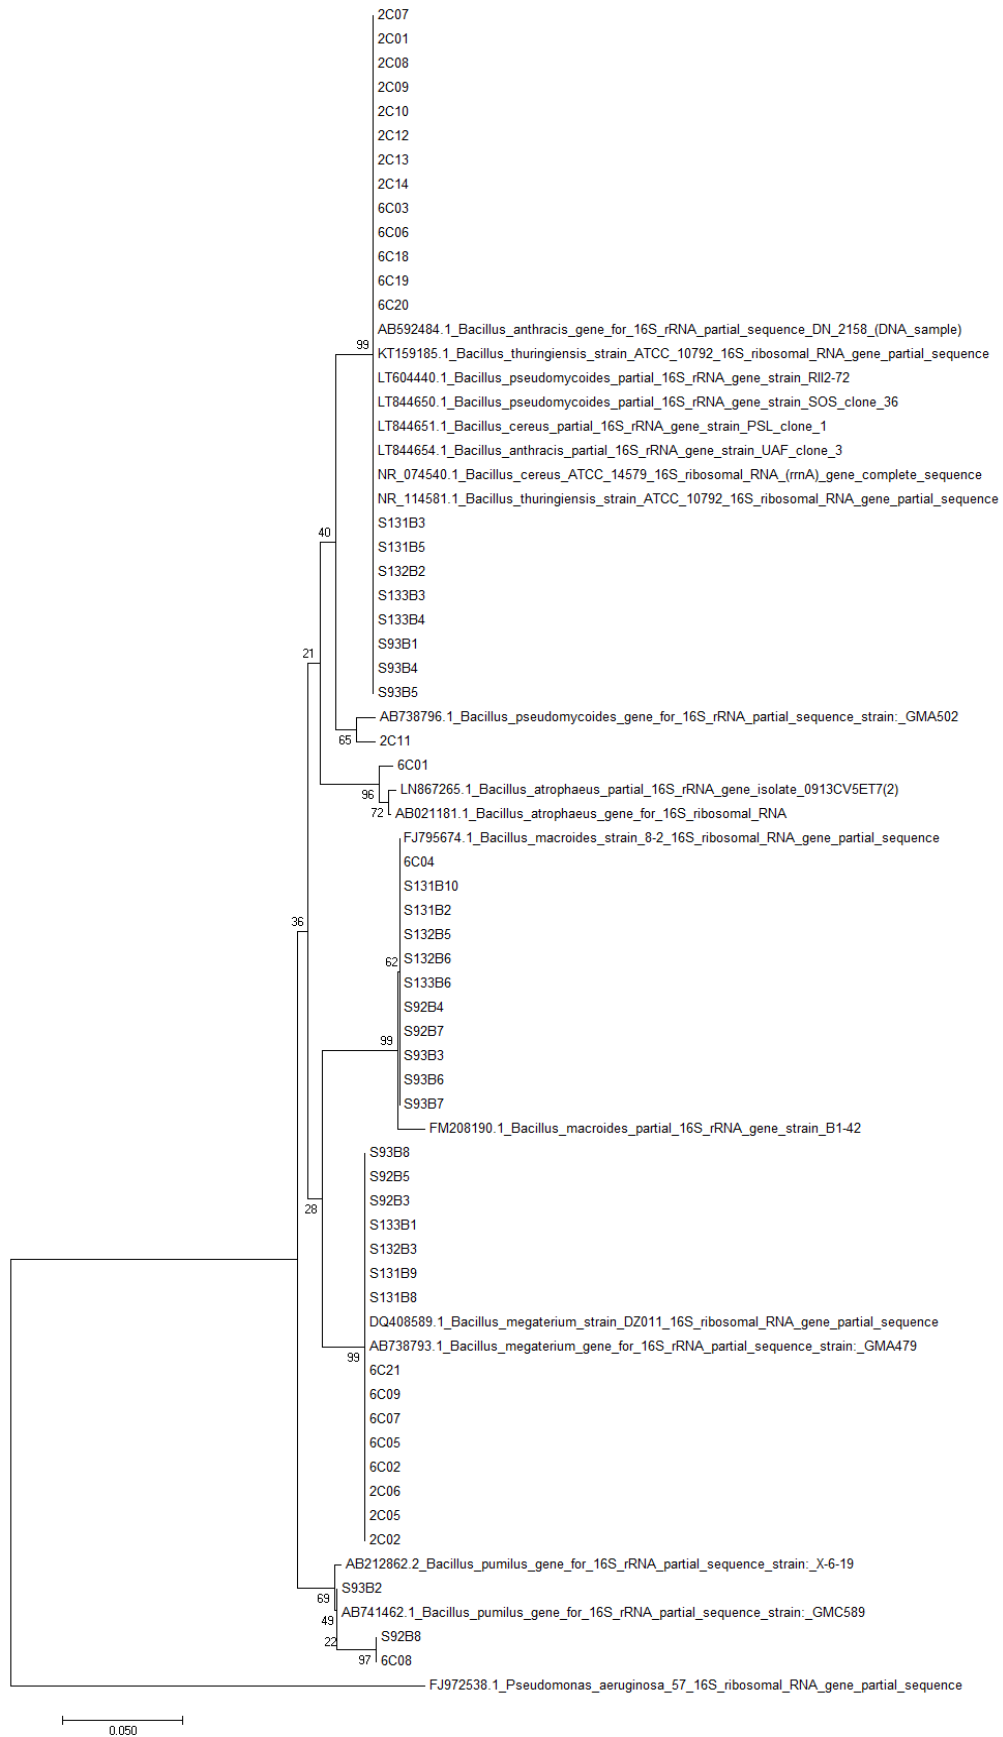 2C07
2C01
2C08
2C09
2C10
2C12
2C13
2C14
6C03
6C06
6C18
6C19
6C20
AB592484.1_Bacillus_anthracis_gene_for_16S_rRNA_partial_sequence_DN_2158_(DNA_sample)
99
KT159185.1_Bacillus_thuringiensis_strain_ATCC_10792_16S_ribosomal_RNA_gene_partial_sequence
LT604440.1_Bacillus_pseudomycoides_partial_16S_rRNA_gene_strain_RII2-72
LT844650.1_Bacillus_pseudomycoides_partial_16S_rRNA_gene_strain_SOS_clone_36
LT844651.1_Bacillus_cereus_partial_16S_rRNA_gene_strain_PSL_clone_1
LT844654.1_Bacillus_anthracis_partial_16S_rRNA_gene_strain_UAF_clone_3
NR_074540.1_Bacillus_cereus_ATCC_14579_16S_ribosomal_RNA_(rrnA)_gene_complete_sequence
NR_114581.1_Bacillus_thuringiensis_strain_ATCC_10792_16S_ribosomal_RNA_gene_partial_sequence
S131B3
40
S131B5
S132B2
S133B3
S133B4
S93B1
21
S93B4
S93B5
AB738796.1_Bacillus_pseudomycoides_gene_for_16S_rRNA_partial_sequence_strain:_GMA502
65
2C11
6C01
LN867265.1_Bacillus_atrophaeus_partial_16S_rRNA_gene_isolate_0913CV5ET7(2)
96
72
AB021181.1_Bacillus_atrophaeus_gene_for_16S_ribosomal_RNA
FJ795674.1_Bacillus_macroides_strain_8-2_16S_ribosomal_RNA_gene_partial_sequence
6C04
S131B10
S131B2
36
S132B5
S132B6
62
S133B6
S92B4
S92B7
99
S93B3
S93B6
S93B7
FM208190.1_Bacillus_macroides_partial_16S_rRNA_gene_strain_B1-42
S93B8
S92B5
S92B3
28
S133B1
S132B3
S131B9
S131B8
DQ408589.1_Bacillus_megaterium_strain_DZ011_16S_ribosomal_RNA_gene_partial_sequence
AB738793.1_Bacillus_megaterium_gene_for_16S_rRNA_partial_sequence_strain:_GMA479
99
6C21
6C09
6C07
6C05
6C02
2C06
2C05
2C02
AB212862.2_Bacillus_pumilus_gene_for_16S_rRNA_partial_sequence_strain:_X-6-19
S93B2
69
AB741462.1_Bacillus_pumilus_gene_for_16S_rRNA_partial_sequence_strain:_GMC589
49
S92B8
22
97
6C08
FJ972538.1_Pseudomonas_aeruginosa_57_16S_ribosomal_RNA_gene_partial_sequence
0.050